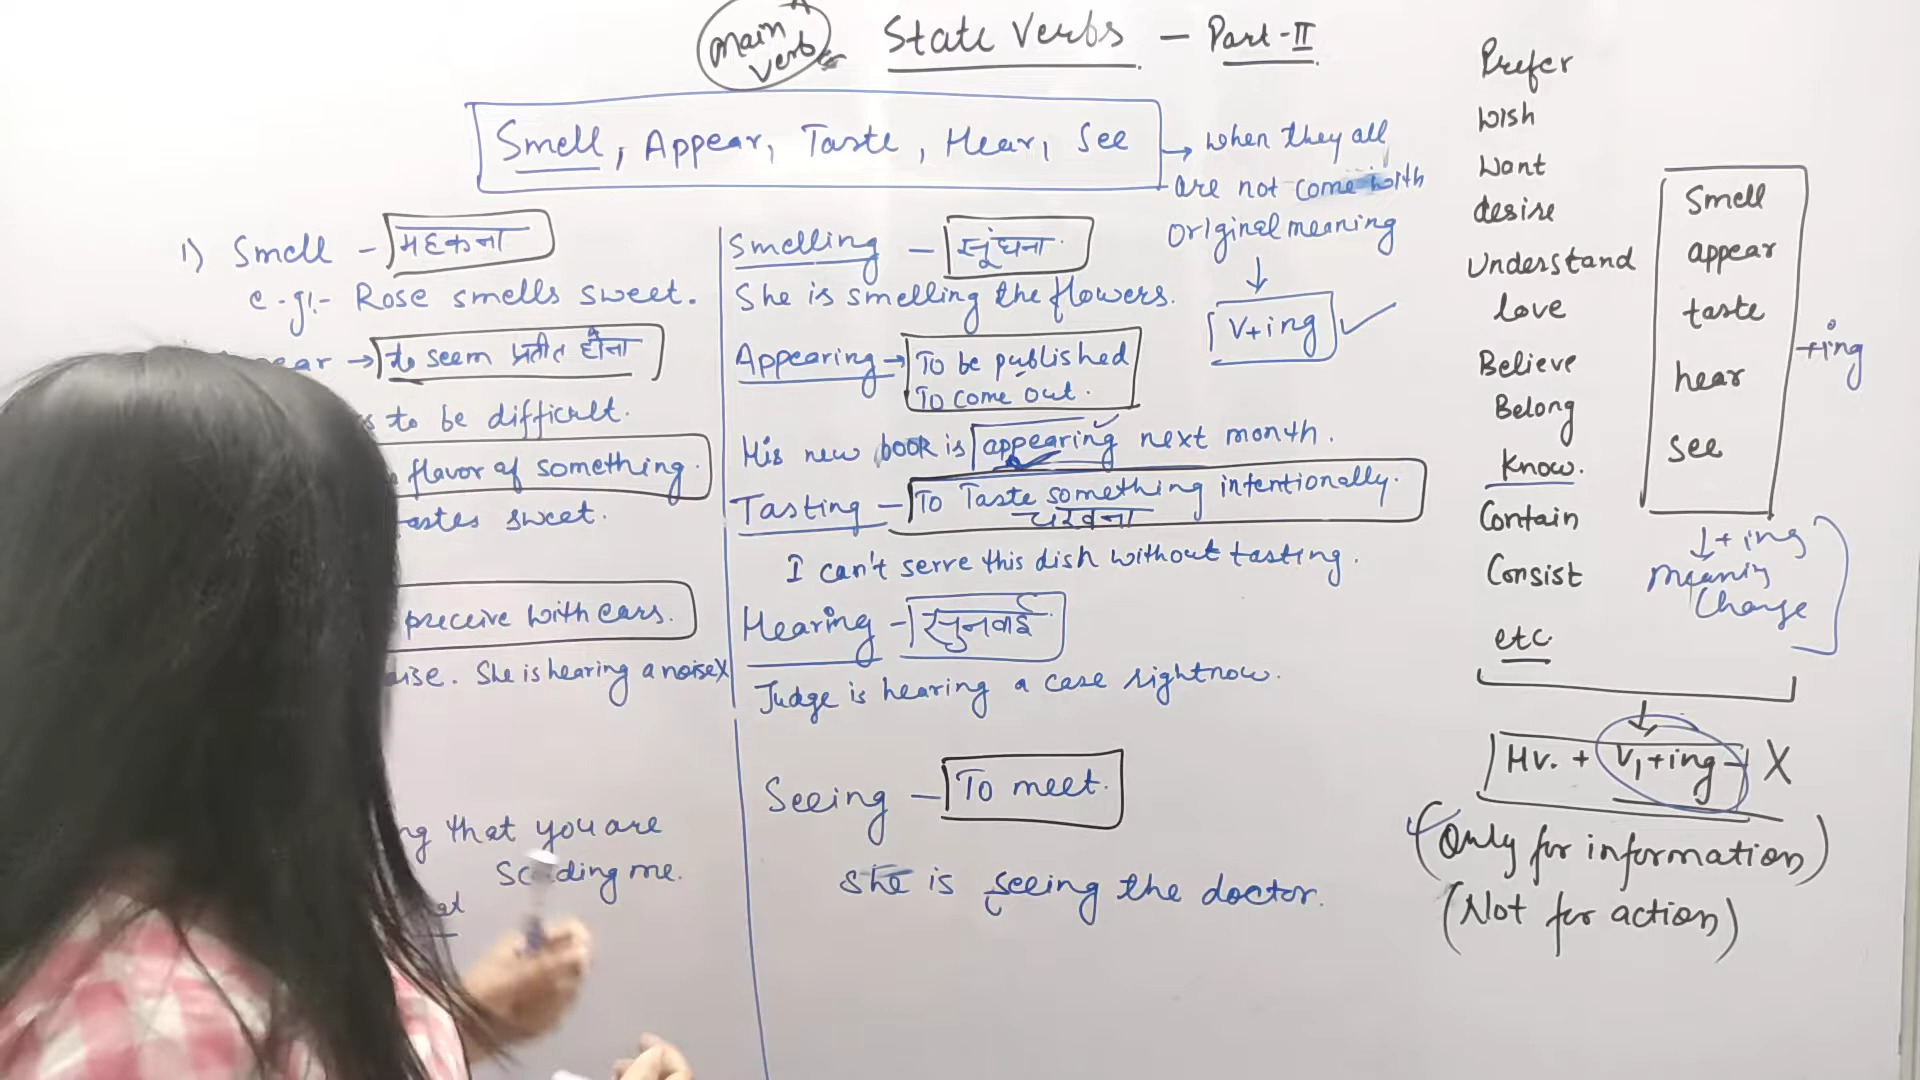 Main Verb
State Verbs - Part-II
Smell, Appear, Taste, Hear, See
→ when they all
are not come with
original meaning
↓
V+ing ✓
1) Smell - महकना
e.g:- Rose smells sweet.
ear → to seem प्रतीत होना
s to be difficult.
flavor of something.
tastes sweet.
preceive with ears.
ise. She is hearing a noise X
ng that you are
me.
Smelling - सूंघना
She is smelling the flowers.
Appearing → To be published
To come out.
His new book is appearing next month.
Tasting - To Taste something intentionally.
चखना
I can't serve this dish without tasting.
Hearing - सुनवाई
Judge is hearing a case rightnow.
Seeing - To meet.
She is seeing the doctor.
Prefer
Wish
Want
desire
Understand
love
Believe
Belong
Know.
Contain
Consist
etc.
Smell
appear
taste
hear
see
+ing
↓+ing
Meaning
Change
↓
Hv. + V₁+ing X
(Only for information)
(Not for action)